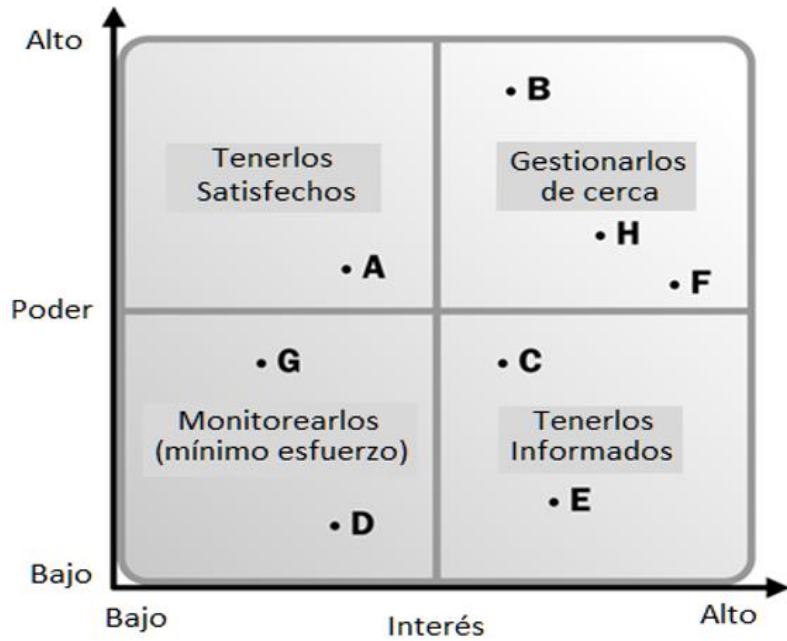 Alto
B
Tenerlos
Satisfechos
Gestionarlos
de cerca
H
A
F
Poder
G
C
Monitorearlos
(mínimo esfuerzo)
Tenerlos
Informados
E
D
Bajo
Bajo
Interés
Alto